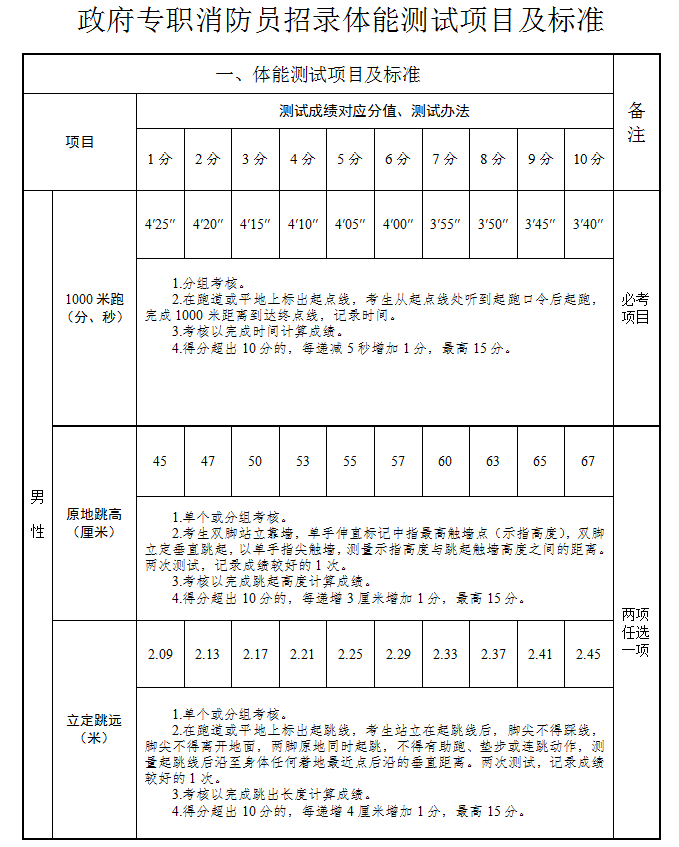 政府专职消防员招录体能测试项目及标准
一、体能测试项目及标准
备注
项目
测试成绩对应分值、测试办法
1分 2分 3分 4分 5分 6分 7分 8分 9分 10分
男性
1000米跑
（分、秒）
4′25″ 4′20″ 4′15″ 4′10″ 4′05″ 4′00″ 3′55″ 3′50″ 3′45″ 3′40″
1.分组考核。
2.在跑道或平地上标出起点线，考生从起点线处听到起跑口令后起跑，
完成1000米距离到达终点线，记录时间。
3.考核以完成时间计算成绩。
4.得分超出10分的，每递减5秒增加1分，最高15分。
必考
项目
原地跳高
（厘米）
45 47 50 53 55 57 60 63 65 67
1.单个或分组考核。
2.考生双脚站立靠墙，单手伸直标记中指最高触墙点（示指高度），双脚
立定垂直跳起，以单手指尖触墙，测量示指高度与跳起触墙高度之间的距离。
两次测试，记录成绩较好的1次。
3.考核以完成跳起高度计算成绩。
4.得分超出10分的，每递增3厘米增加1分，最高15分。
两项
任选
一项
立定跳远
（米）
2.09 2.13 2.17 2.21 2.25 2.29 2.33 2.37 2.41 2.45
1.单个或分组考核。
2.在跑道或平地上标出起跳线，考生站立在起跳线后，脚尖不得踩线，
脚尖不得离开地面，两脚原地同时起跳，不得有助跑、垫步或连跳动作，测
量起跳线后沿至身体任何着地最近点后沿的垂直距离。两次测试，记录成绩
较好的1次。
3.考核以完成跳出长度计算成绩。
4.得分超出10分的，每递增4厘米增加1分，最高15分。